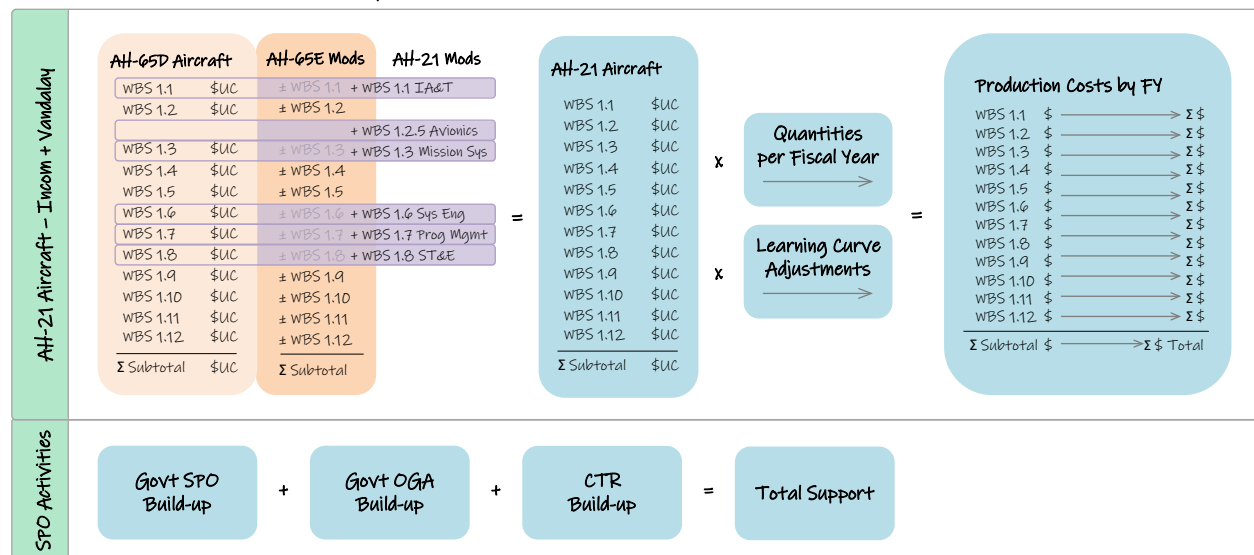 AH-21 Aircraft - Incom + Vandalay
AH-65D Aircraft AH-65E Mods AH-21 Mods
WBS 1.1 $UC ± WBS 1.1 + WBS 1.1 IA&T
WBS 1.2 $UC ± WBS 1.2
+ WBS 1.2.5 Avionics
WBS 1.3 $UC ± WBS 1.3 + WBS 1.3 Mission Sys
WBS 1.4 $UC ± WBS 1.4
WBS 1.5 $UC ± WBS 1.5
WBS 1.6 $UC ± WBS 1.6 + WBS 1.6 Sys Eng
WBS 1.7 $UC ± WBS 1.7 + WBS 1.7 Prog Mgmt
WBS 1.8 $UC ± WBS 1.8 + WBS 1.8 ST&E
WBS 1.9 $UC ± WBS 1.9
WBS 1.10 $UC ± WBS 1.10
WBS 1.11 $UC ± WBS 1.11
WBS 1.12 $UC ± WBS 1.12
Σ Subtotal $UC Σ Subtotal
=
AH-21 Aircraft
WBS 1.1 $UC
WBS 1.2 $UC
WBS 1.3 $UC
WBS 1.4 $UC
WBS 1.5 $UC
WBS 1.6 $UC
WBS 1.7 $UC
WBS 1.8 $UC
WBS 1.9 $UC
WBS 1.10 $UC
WBS 1.11 $UC
WBS 1.12 $UC
Σ Subtotal $UC
x
Quantities
per Fiscal Year
x
Learning Curve
Adjustments
=
Production Costs by FY
WBS 1.1 $ Σ $
WBS 1.2 $ Σ $
WBS 1.3 $ Σ $
WBS 1.4 $ Σ $
WBS 1.5 $ Σ $
WBS 1.6 $ Σ $
WBS 1.7 $ Σ $
WBS 1.8 $ Σ $
WBS 1.9 $ Σ $
WBS 1.10 $ Σ $
WBS 1.11 $ Σ $
WBS 1.12 $ Σ $
Σ Subtotal $ Σ $ Total
SPO Activities
Govt SPO
Build-up
+
Govt OGA
Build-up
+
CTR
Build-up
=
Total Support